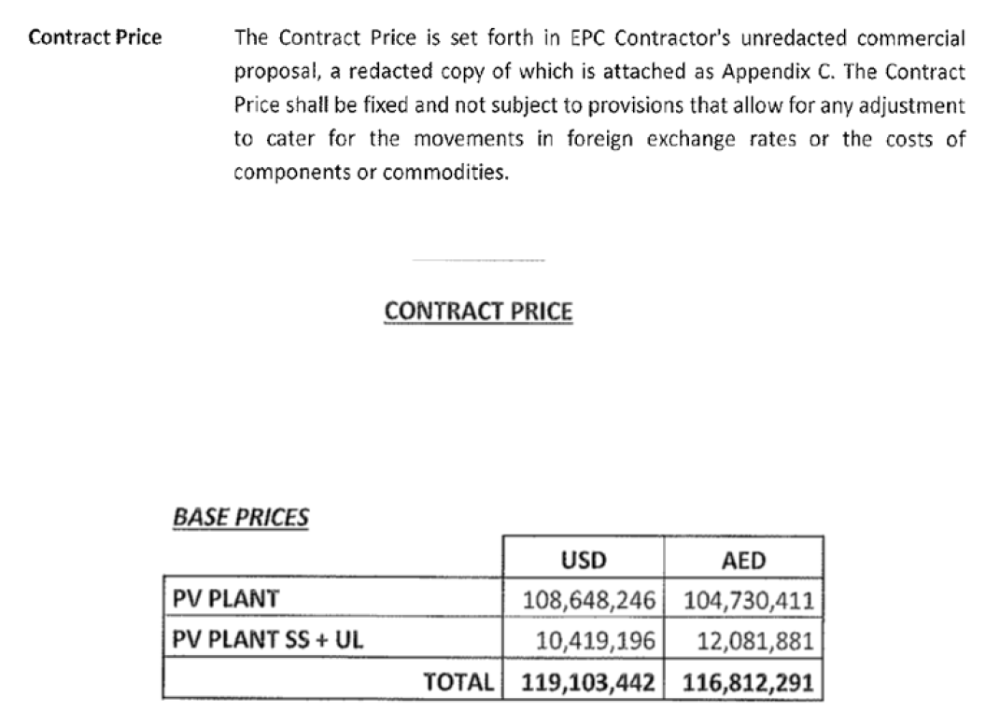 Contract Price The Contract Price is set forth in EPC Contractor's unredacted commercial
proposal, a redacted copy of which is attached as Appendix C. The Contract
Price shall be fixed and not subject to provisions that allow for any adjustment
to cater for the movements in foreign exchange rates or the costs of
components or commodities.
CONTRACT PRICE
BASE PRICES
USD AED
PV PLANT 108,648,246 104,730,411
PV PLANT SS + UL 10,419,196 12,081,881
TOTAL 119,103,442 116,812,291